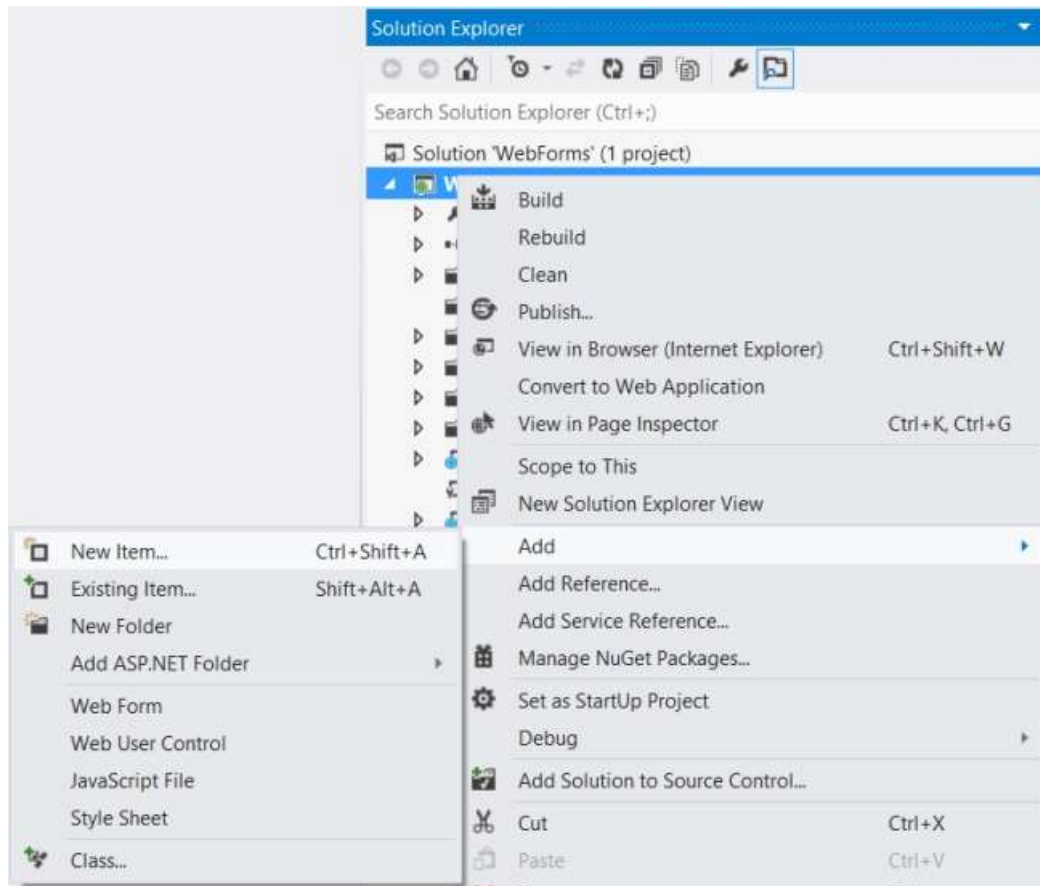 Solution Explorer
Search Solution Explorer (Ctrl+;)
Solution 'WebForms' (1 project)
Build
Rebuild
Clean
Publish...
View in Browser (Internet Explorer) Ctrl+Shift+W
Convert to Web Application
View in Page Inspector Ctrl+K, Ctrl+G
Scope to This
New Solution Explorer View
Add
Add Reference...
Add Service Reference...
Manage NuGet Packages...
Set as StartUp Project
Debug
Add Solution to Source Control...
Cut Ctrl+X
Paste Ctrl+V
New Item... Ctrl+Shift+A
Existing Item... Shift+Alt+A
New Folder
Add ASP.NET Folder
Web Form
Web User Control
JavaScript File
Style Sheet
Class...